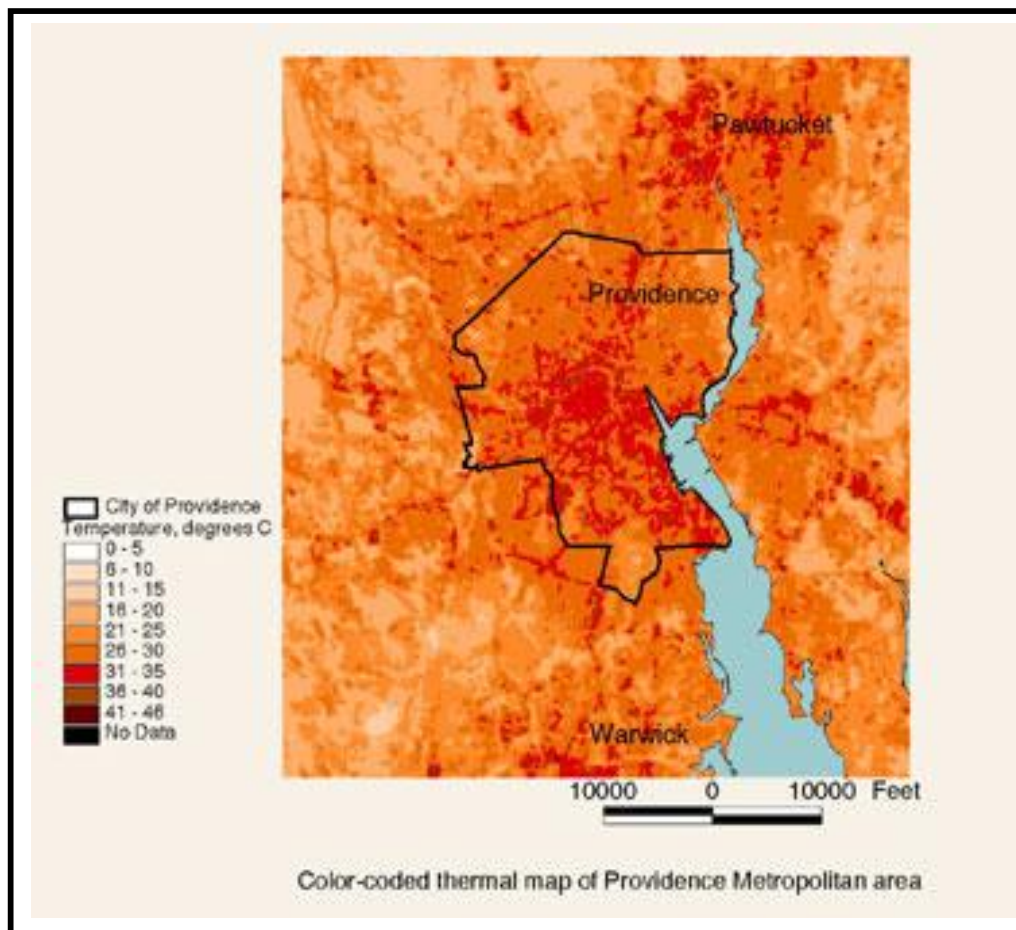 Pawtucket
Providence
City of Providence
Temperature, degrees C
0 - 5
6 - 10
11 - 15
16 - 20
21 - 25
26 - 30
31 - 35
36 - 40
41 - 46
No Data
Warwick
10000 0 10000 Feet
Color-coded thermal map of Providence Metropolitan area